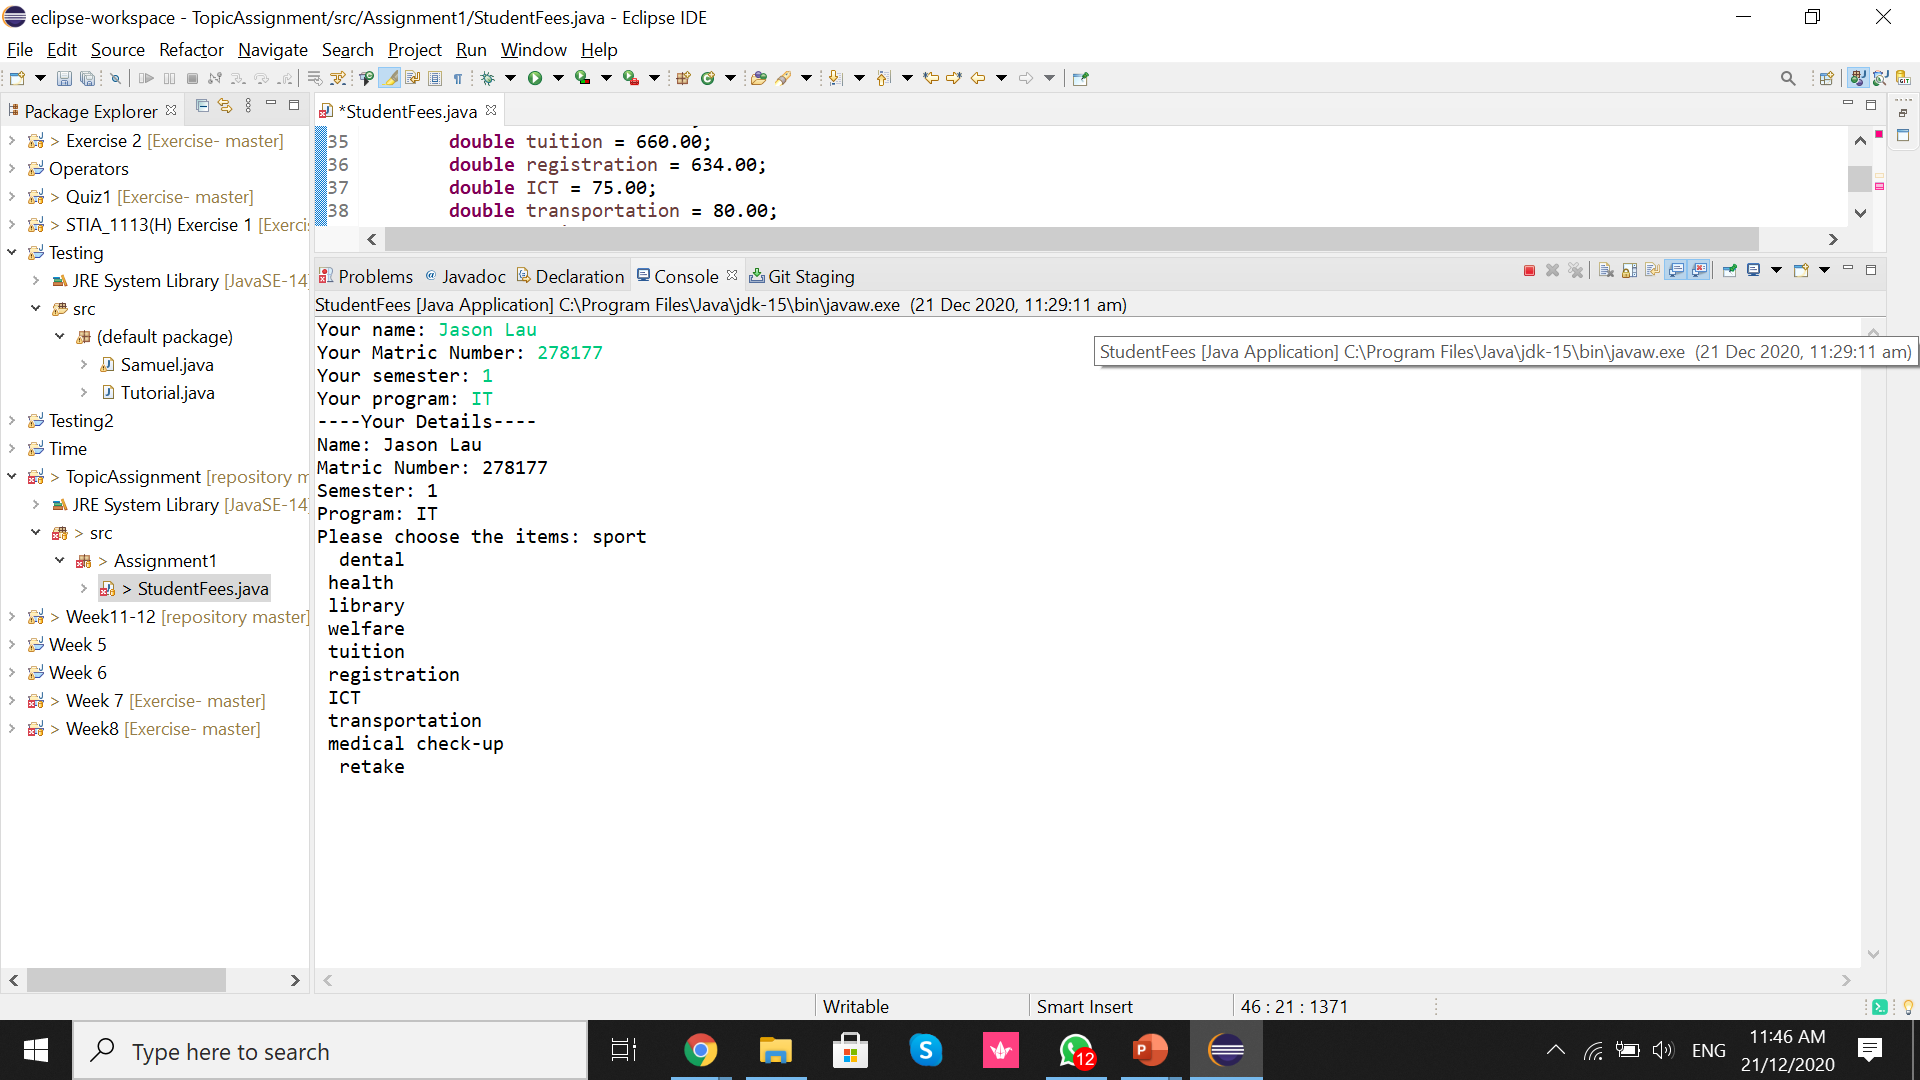 eclipse-workspace - TopicAssignment/src/Assignment1/StudentFees.java - Eclipse IDE
File Edit Source Refactor Navigate Search Project Run Window Help
Package Explorer
> Exercise 2 [Exercise- master]
Operators
> Quiz1 [Exercise- master]
> STIA_1113(H) Exercise 1 [Exerci
Testing
JRE System Library [JavaSE-14
src
(default package)
Samuel.java
Tutorial.java
Testing2
Time
> TopicAssignment [repository m
JRE System Library [JavaSE-14
> src
> Assignment1
> StudentFees.java
> Week11-12 [repository master]
Week 5
Week 6
> Week 7 [Exercise- master]
> Week8 [Exercise- master]
*StudentFees.java
35 double tuition = 660.00;
36 double registration = 634.00;
37 double ICT = 75.00;
38 double transportation = 80.00;
Problems @ Javadoc Declaration Console Git Staging
StudentFees [Java Application] C:\Program Files\Java\jdk-15\bin\javaw.exe (21 Dec 2020, 11:29:11 am)
Your name: Jason Lau
Your Matric Number: 278177
Your semester: 1
Your program: IT
----Your Details----
Name: Jason Lau
Matric Number: 278177
Semester: 1
Program: IT
Please choose the items: sport
dental
health
library
welfare
tuition
registration
ICT
transportation
medical check-up
retake
StudentFees [Java Application] C:\Program Files\Java\jdk-15\bin\javaw.exe (21 Dec 2020, 11:29:11 am)
Writable Smart Insert 46 : 21 : 1371
Type here to search
12
ENG
11:46 AM
21/12/2020